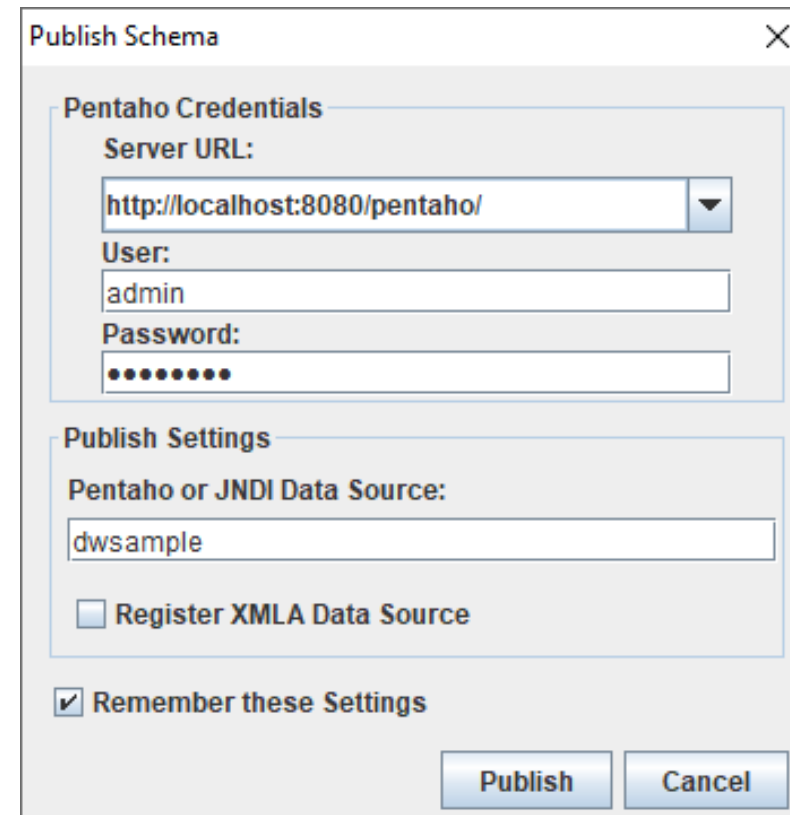 Publish Schema
Pentaho Credentials
Server URL:
http://localhost:8080/pentaho/
User:
admin
Password:
••••••••
Publish Settings
Pentaho or JNDI Data Source:
dwsample
Register XMLA Data Source
Remember these Settings
Publish Cancel